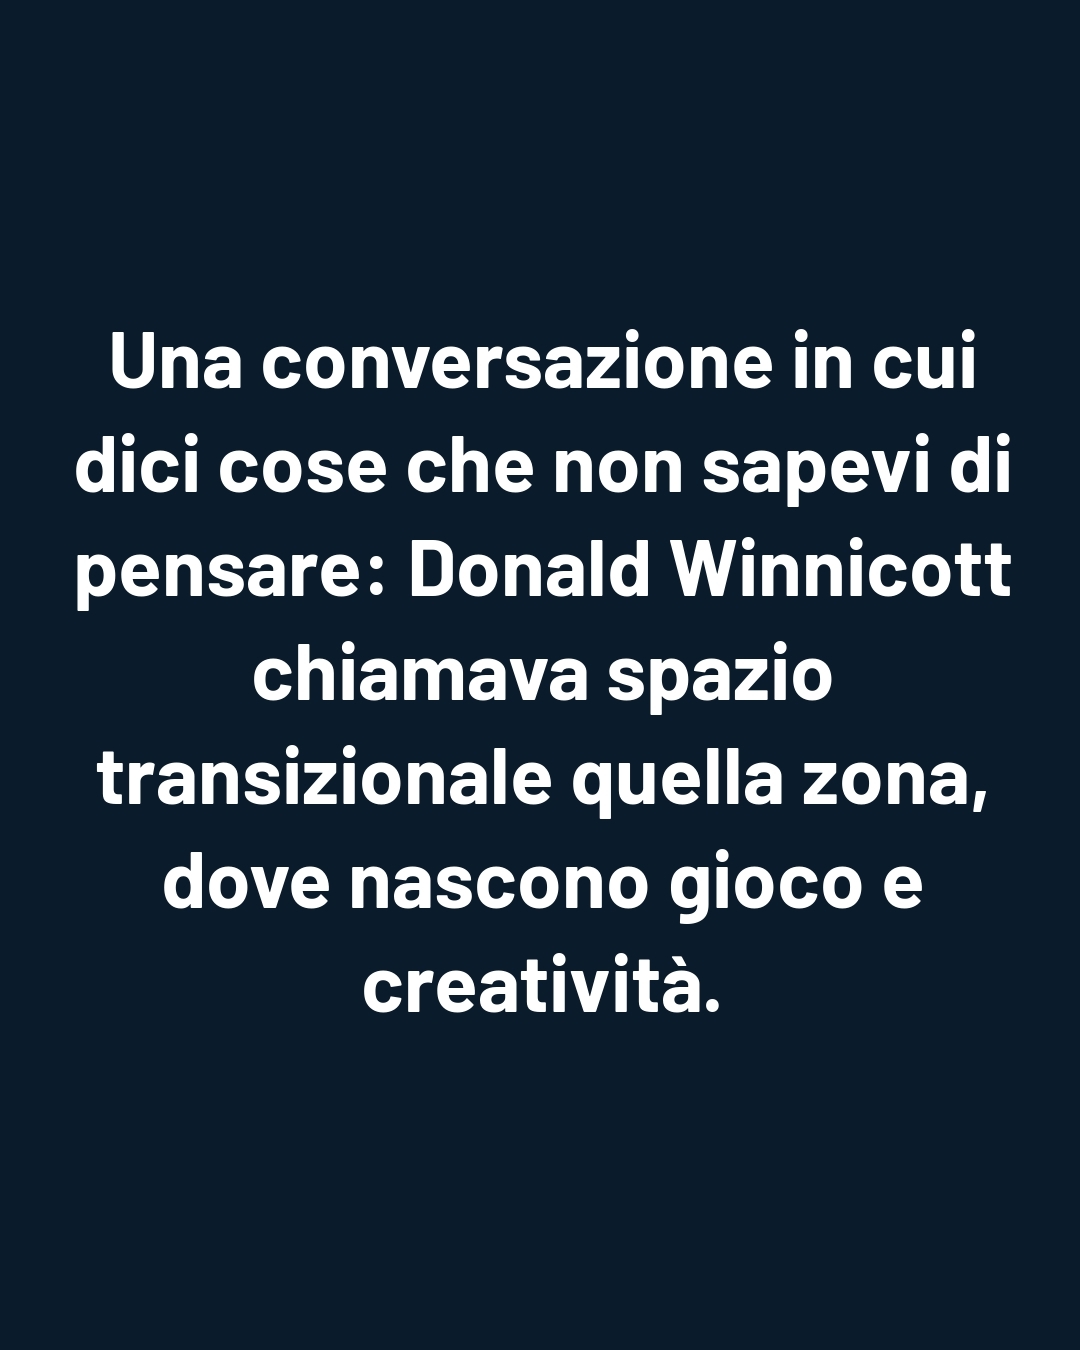 Una conversazione in cui
dici cose che non sapevi di
pensare: Donald Winnicott
chiamava spazio
transizionale quella zona,
dove nascono gioco e
creatività.